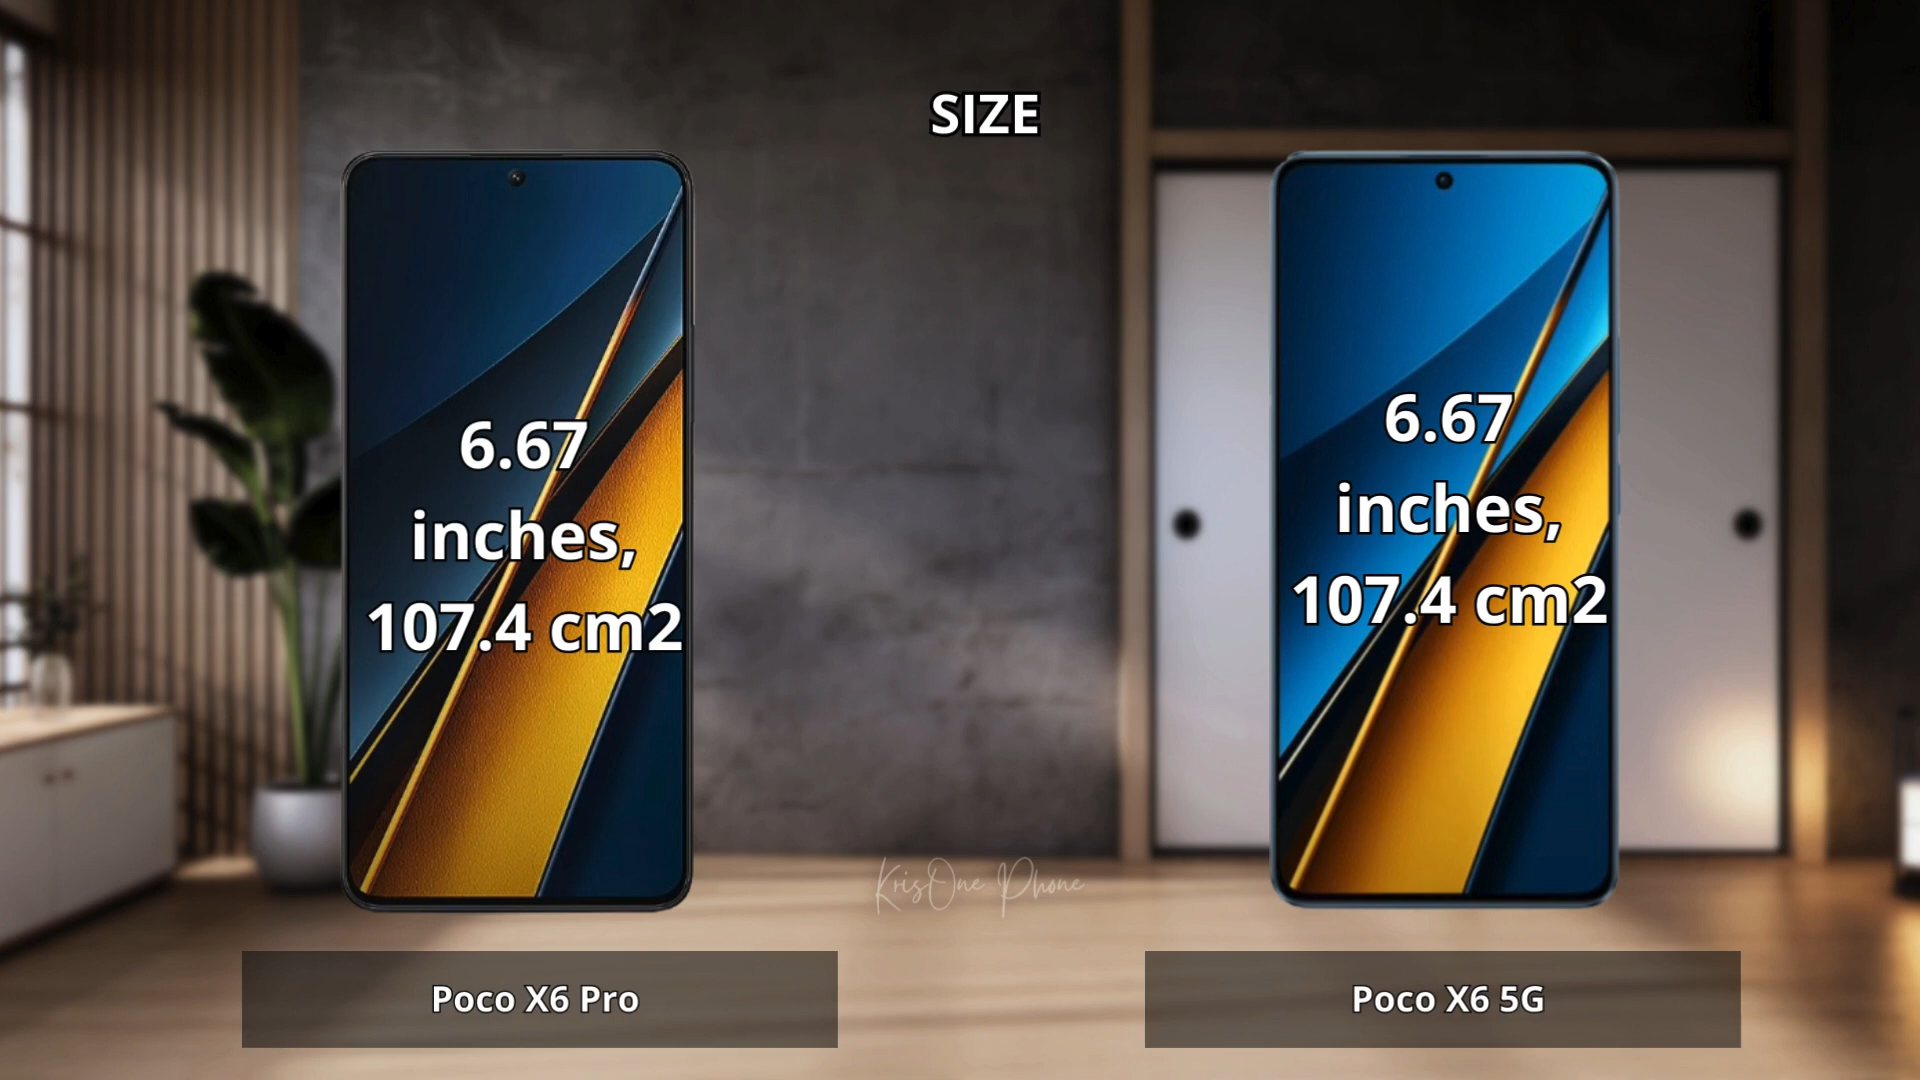 SIZE
6.67
inches,
107.4 cm2
6.67
inches,
107.4 cm2
KrisOne Phone
Poco X6 Pro
Poco X6 5G